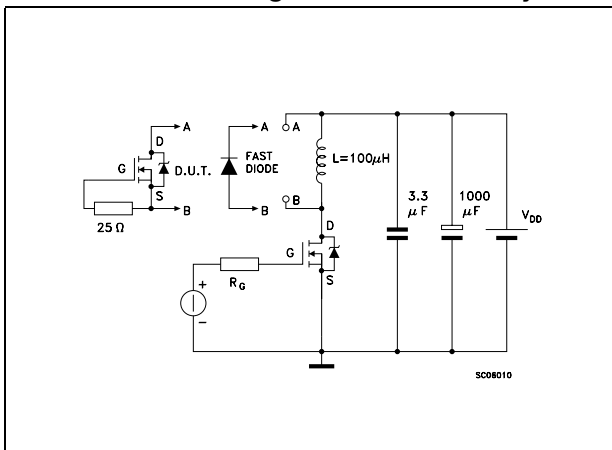 A
A
A
D
G
D.U.T.
FAST
DIODE
L=100μH
S
B
B
B
25 Ω
3.3
μF
1000
μF
VDD
D
G
S
RG
+
−
SC06010